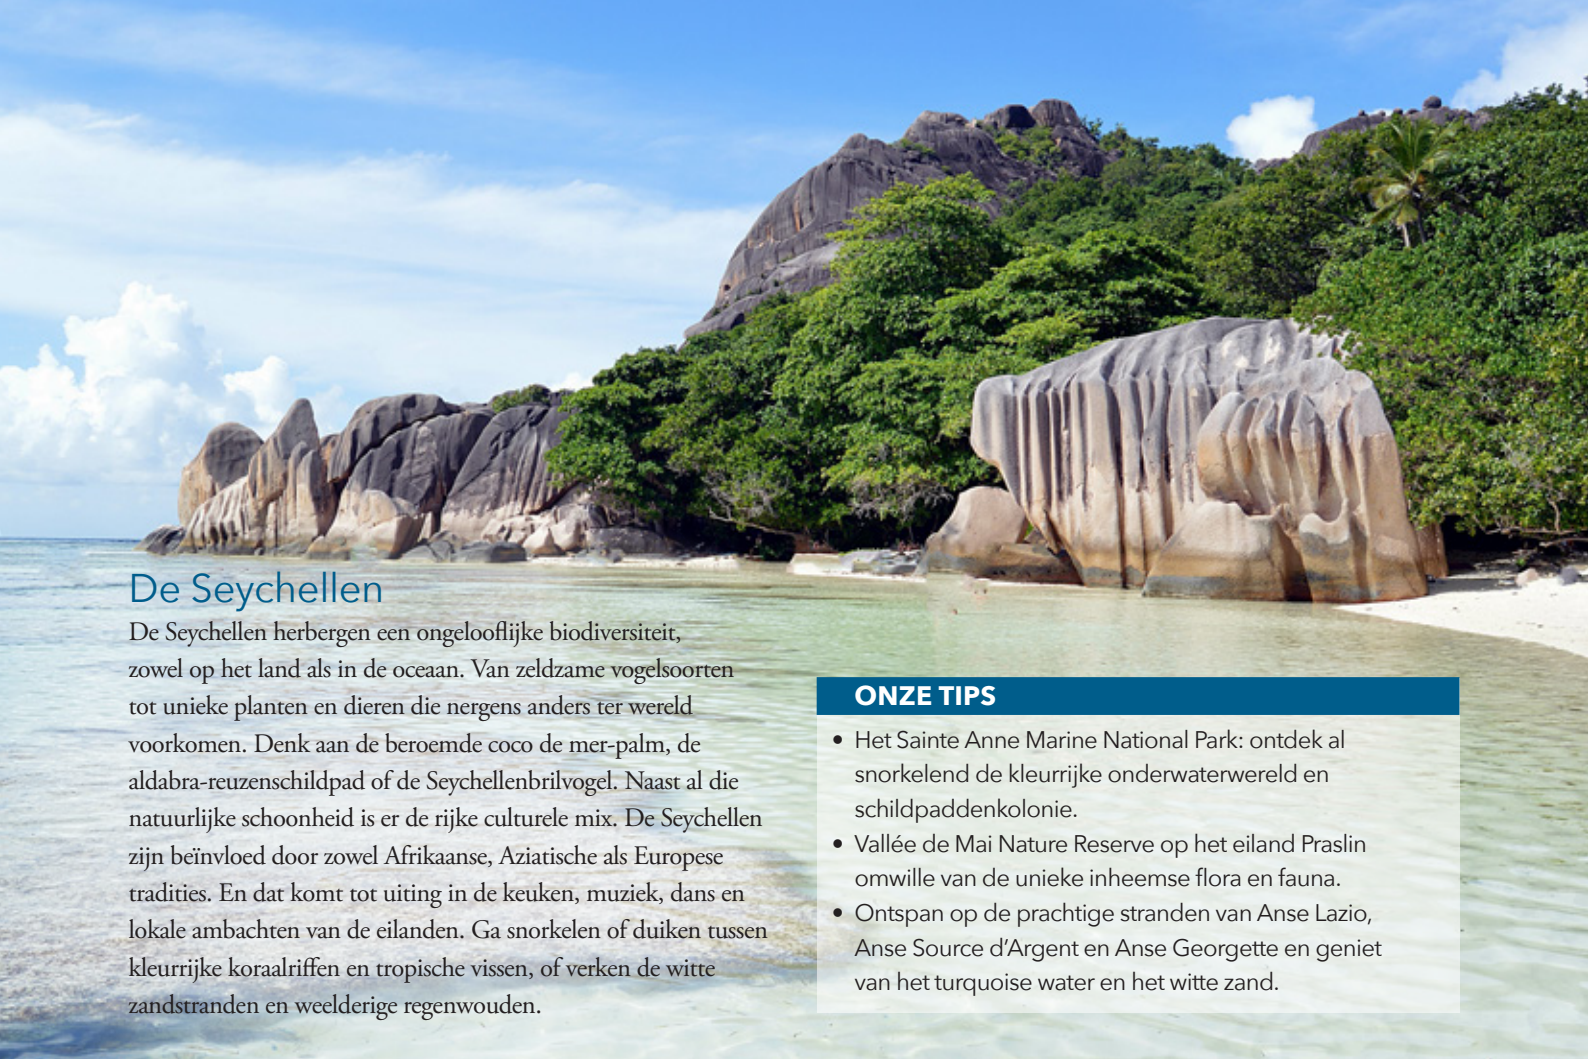 De Seychellen
De Seychellen herbergen een ongelooflijke biodiversiteit,
zowel op het land als in de oceaan. Van zeldzame vogelsoorten
tot unieke planten en dieren die nergens anders ter wereld
voorkomen. Denk aan de beroemde coco de mer-palm, de
aldabra-reuzenschildpad of de Seychellenbrilvogel. Naast al die
natuurlijke schoonheid is er de rijke culturele mix. De Seychellen
zijn beïnvloed door zowel Afrikaanse, Aziatische als Europese
tradities. En dat komt tot uiting in de keuken, muziek, dans en
lokale ambachten van de eilanden. Ga snorkelen of duiken tussen
kleurrijke koraalriffen en tropische vissen, of verken de witte
zandstranden en weelderige regenwouden.
ONZE TIPS
• Het Sainte Anne Marine National Park: ontdek al
snorkelend de kleurrijke onderwaterwereld en
schildpaddenkolonie.
• Vallée de Mai Nature Reserve op het eiland Praslin
omwille van de unieke inheemse flora en fauna.
• Ontspan op de prachtige stranden van Anse Lazio,
Anse Source d’Argent en Anse Georgette en geniet
van het turquoise water en het witte zand.